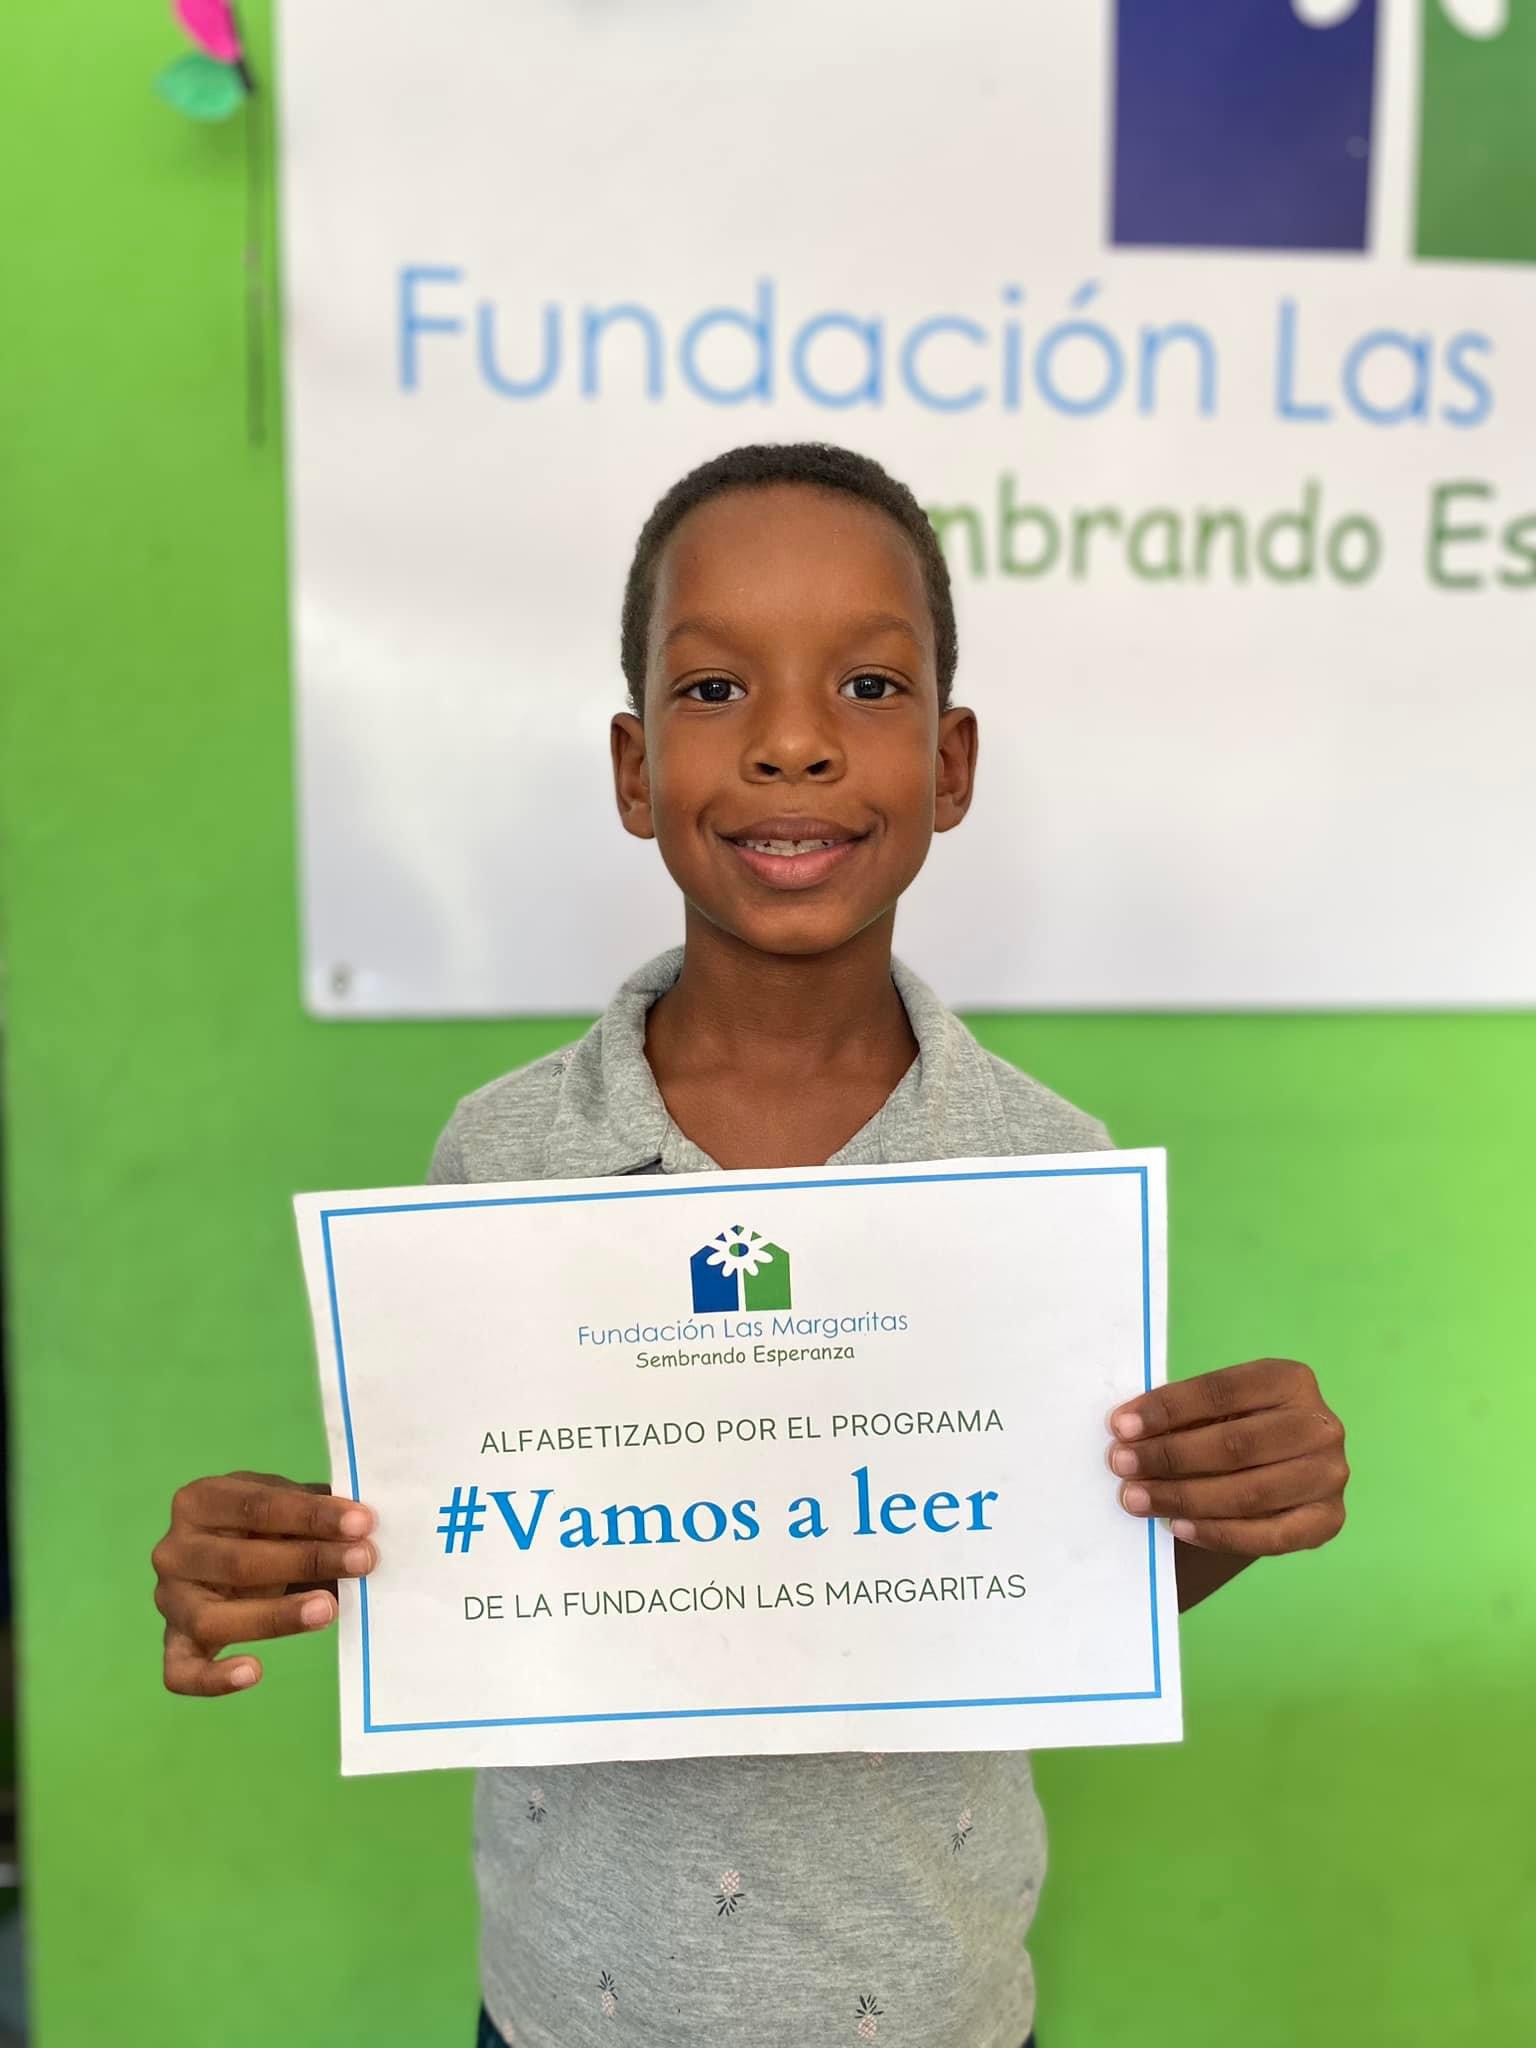 Fundación Las
mbrando Es
Fundación Las Margaritas
Sembrando Esperanza
ALFABETIZADO POR EL PROGRAMA
#Vamos a leer
DE LA FUNDACIÓN LAS MARGARITAS